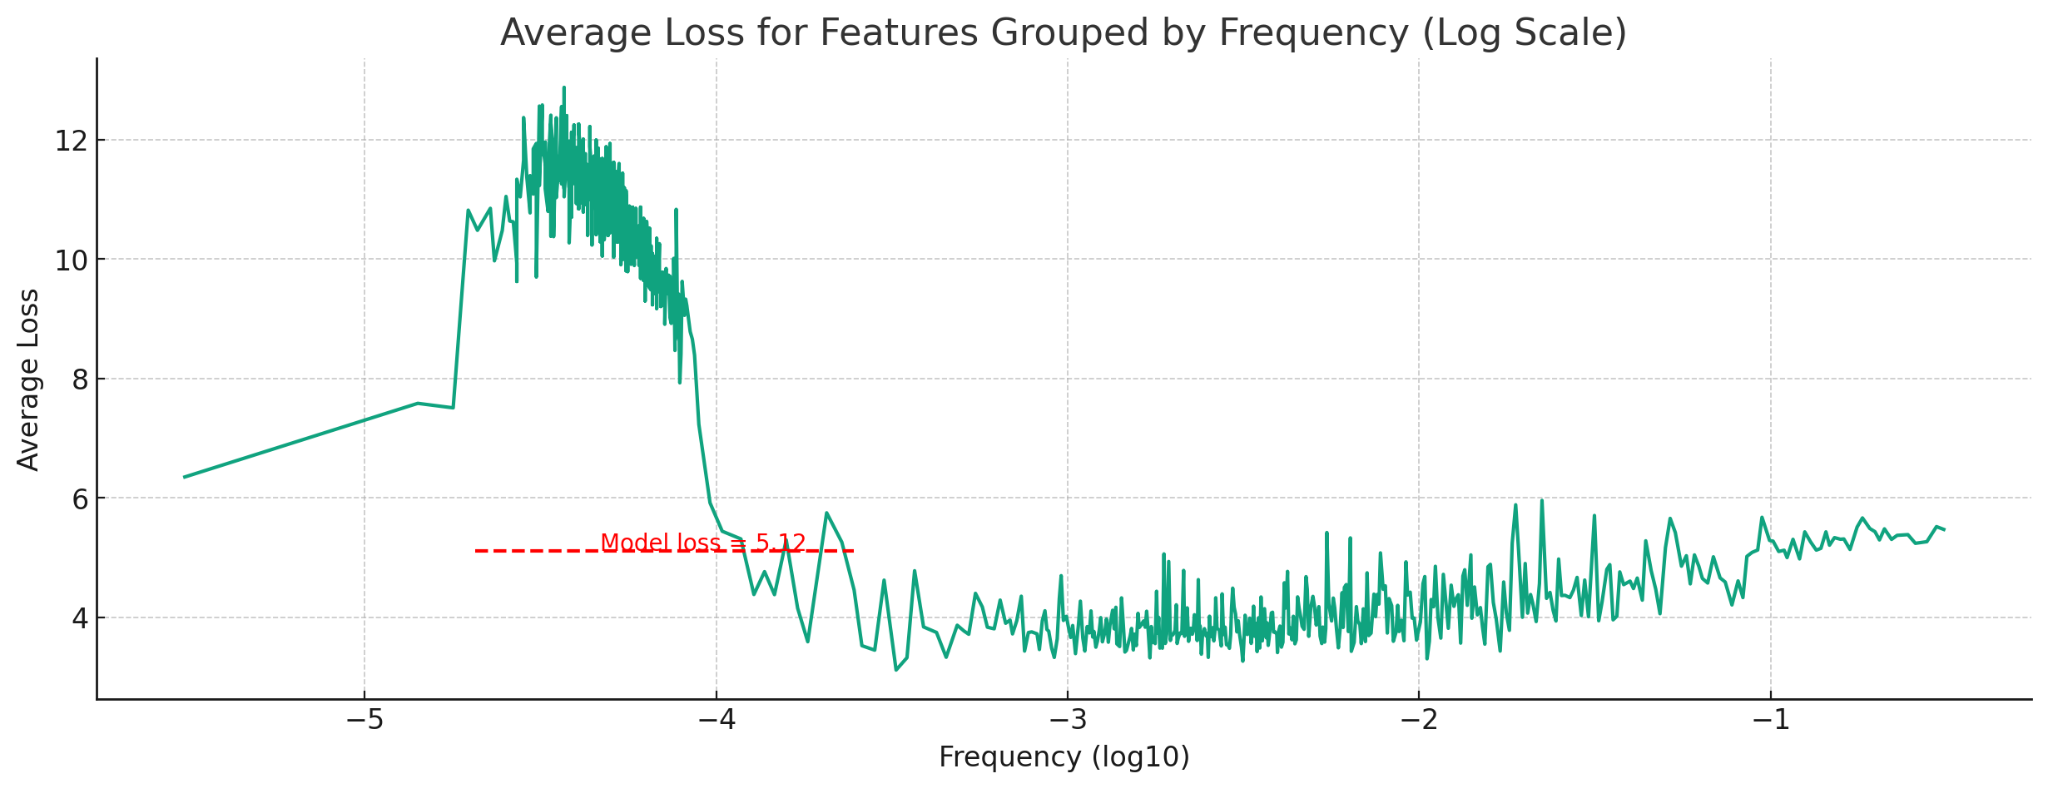 Average Loss for Features Grouped by Frequency (Log Scale)
Average Loss
12
10
8
6
4
Model loss = 5.12
−5
−4
−3
−2
−1
Frequency (log10)